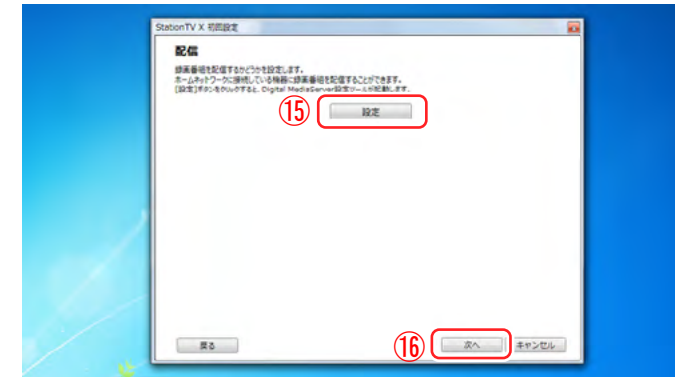 StationTV X 初回設定
配信
録画番組を配信するかどうかを設定します。
ホームネットワークに接続している機器に録画番組を配信することができます。
[設定]ボタンをクリックすると、Digital MediaServer設定ツールが起動します。
⑮ 設定
戻る ⑯ 次へ キャンセル